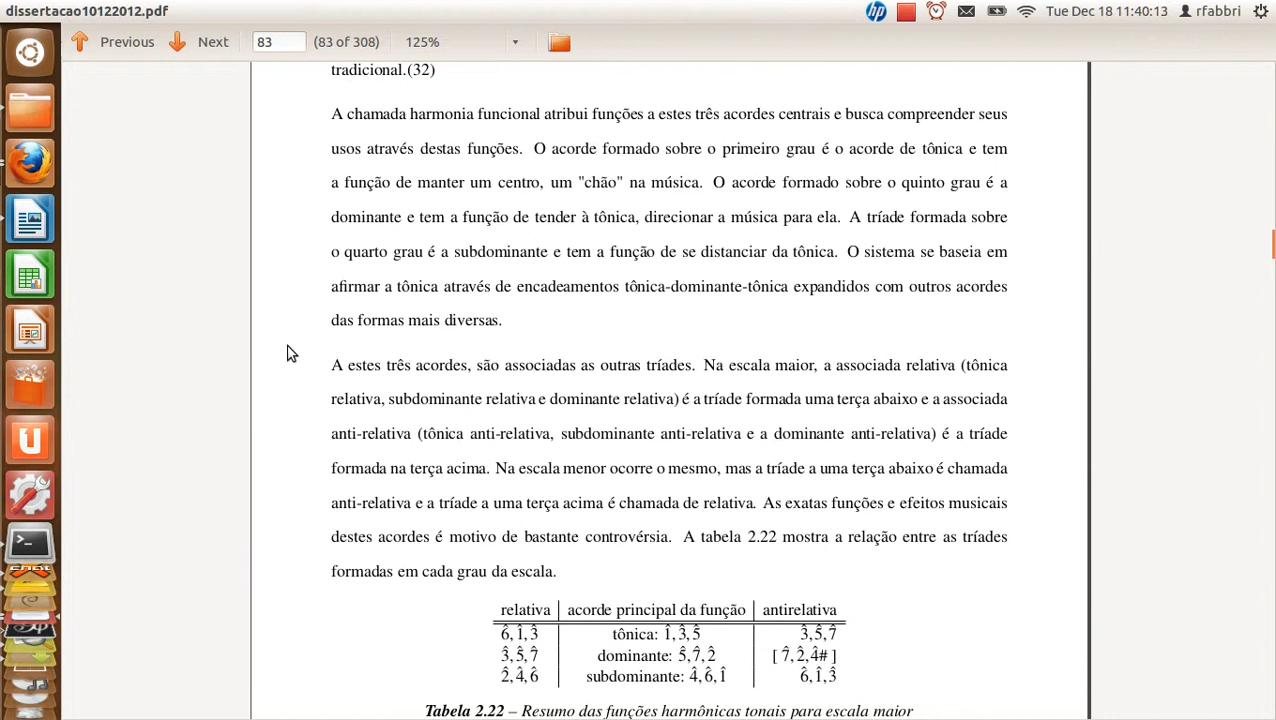 dissertacao10122012.pdf
Tue Dec 18 11:40:13
rfabbri
Previous
Next
83
(83 of 308)
125%
tradicional.(32)
A chamada harmonia funcional atribui funções a estes três acordes centrais e busca compreender seus
usos através destas funções. O acorde formado sobre o primeiro grau é o acorde de tônica e tem
a função de manter um centro, um "chão" na música. O acorde formado sobre o quinto grau é a
dominante e tem a função de tender à tônica, direcionar a música para ela. A tríade formada sobre
o quarto grau é a subdominante e tem a função de se distanciar da tônica. O sistema se baseia em
afirmar a tônica através de encadeamentos tônica-dominante-tônica expandidos com outros acordes
das formas mais diversas.
A estes três acordes, são associadas as outras tríades. Na escala maior, a associada relativa (tônica
relativa, subdominante relativa e dominante relativa) é a tríade formada uma terça abaixo e a associada
anti-relativa (tônica anti-relativa, subdominante anti-relativa e a dominante anti-relativa) é a tríade
formada na terça acima. Na escala menor ocorre o mesmo, mas a tríade a uma terça abaixo é chamada
anti-relativa e a tríade a uma terça acima é chamada de relativa. As exatas funções e efeitos musicais
destes acordes é motivo de bastante controvérsia. A tabela 2.22 mostra a relação entre as tríades
formadas em cada grau da escala.
relativa | acorde principal da função | antirelativa
6̂, 1̂, 3̂ | tônica: 1̂, 3̂, 5̂ | 3̂, 5̂, 7̂
3̂, 5̂, 7̂ | dominante: 5̂, 7̂, 2̂ | [ 7̂, 2̂, 4̂# ]
2̂, 4̂, 6̂ | subdominante: 4̂, 6̂, 1̂ | 6̂, 1̂, 3̂
Tabela 2.22 – Resumo das funções harmônicas tonais para escala maior